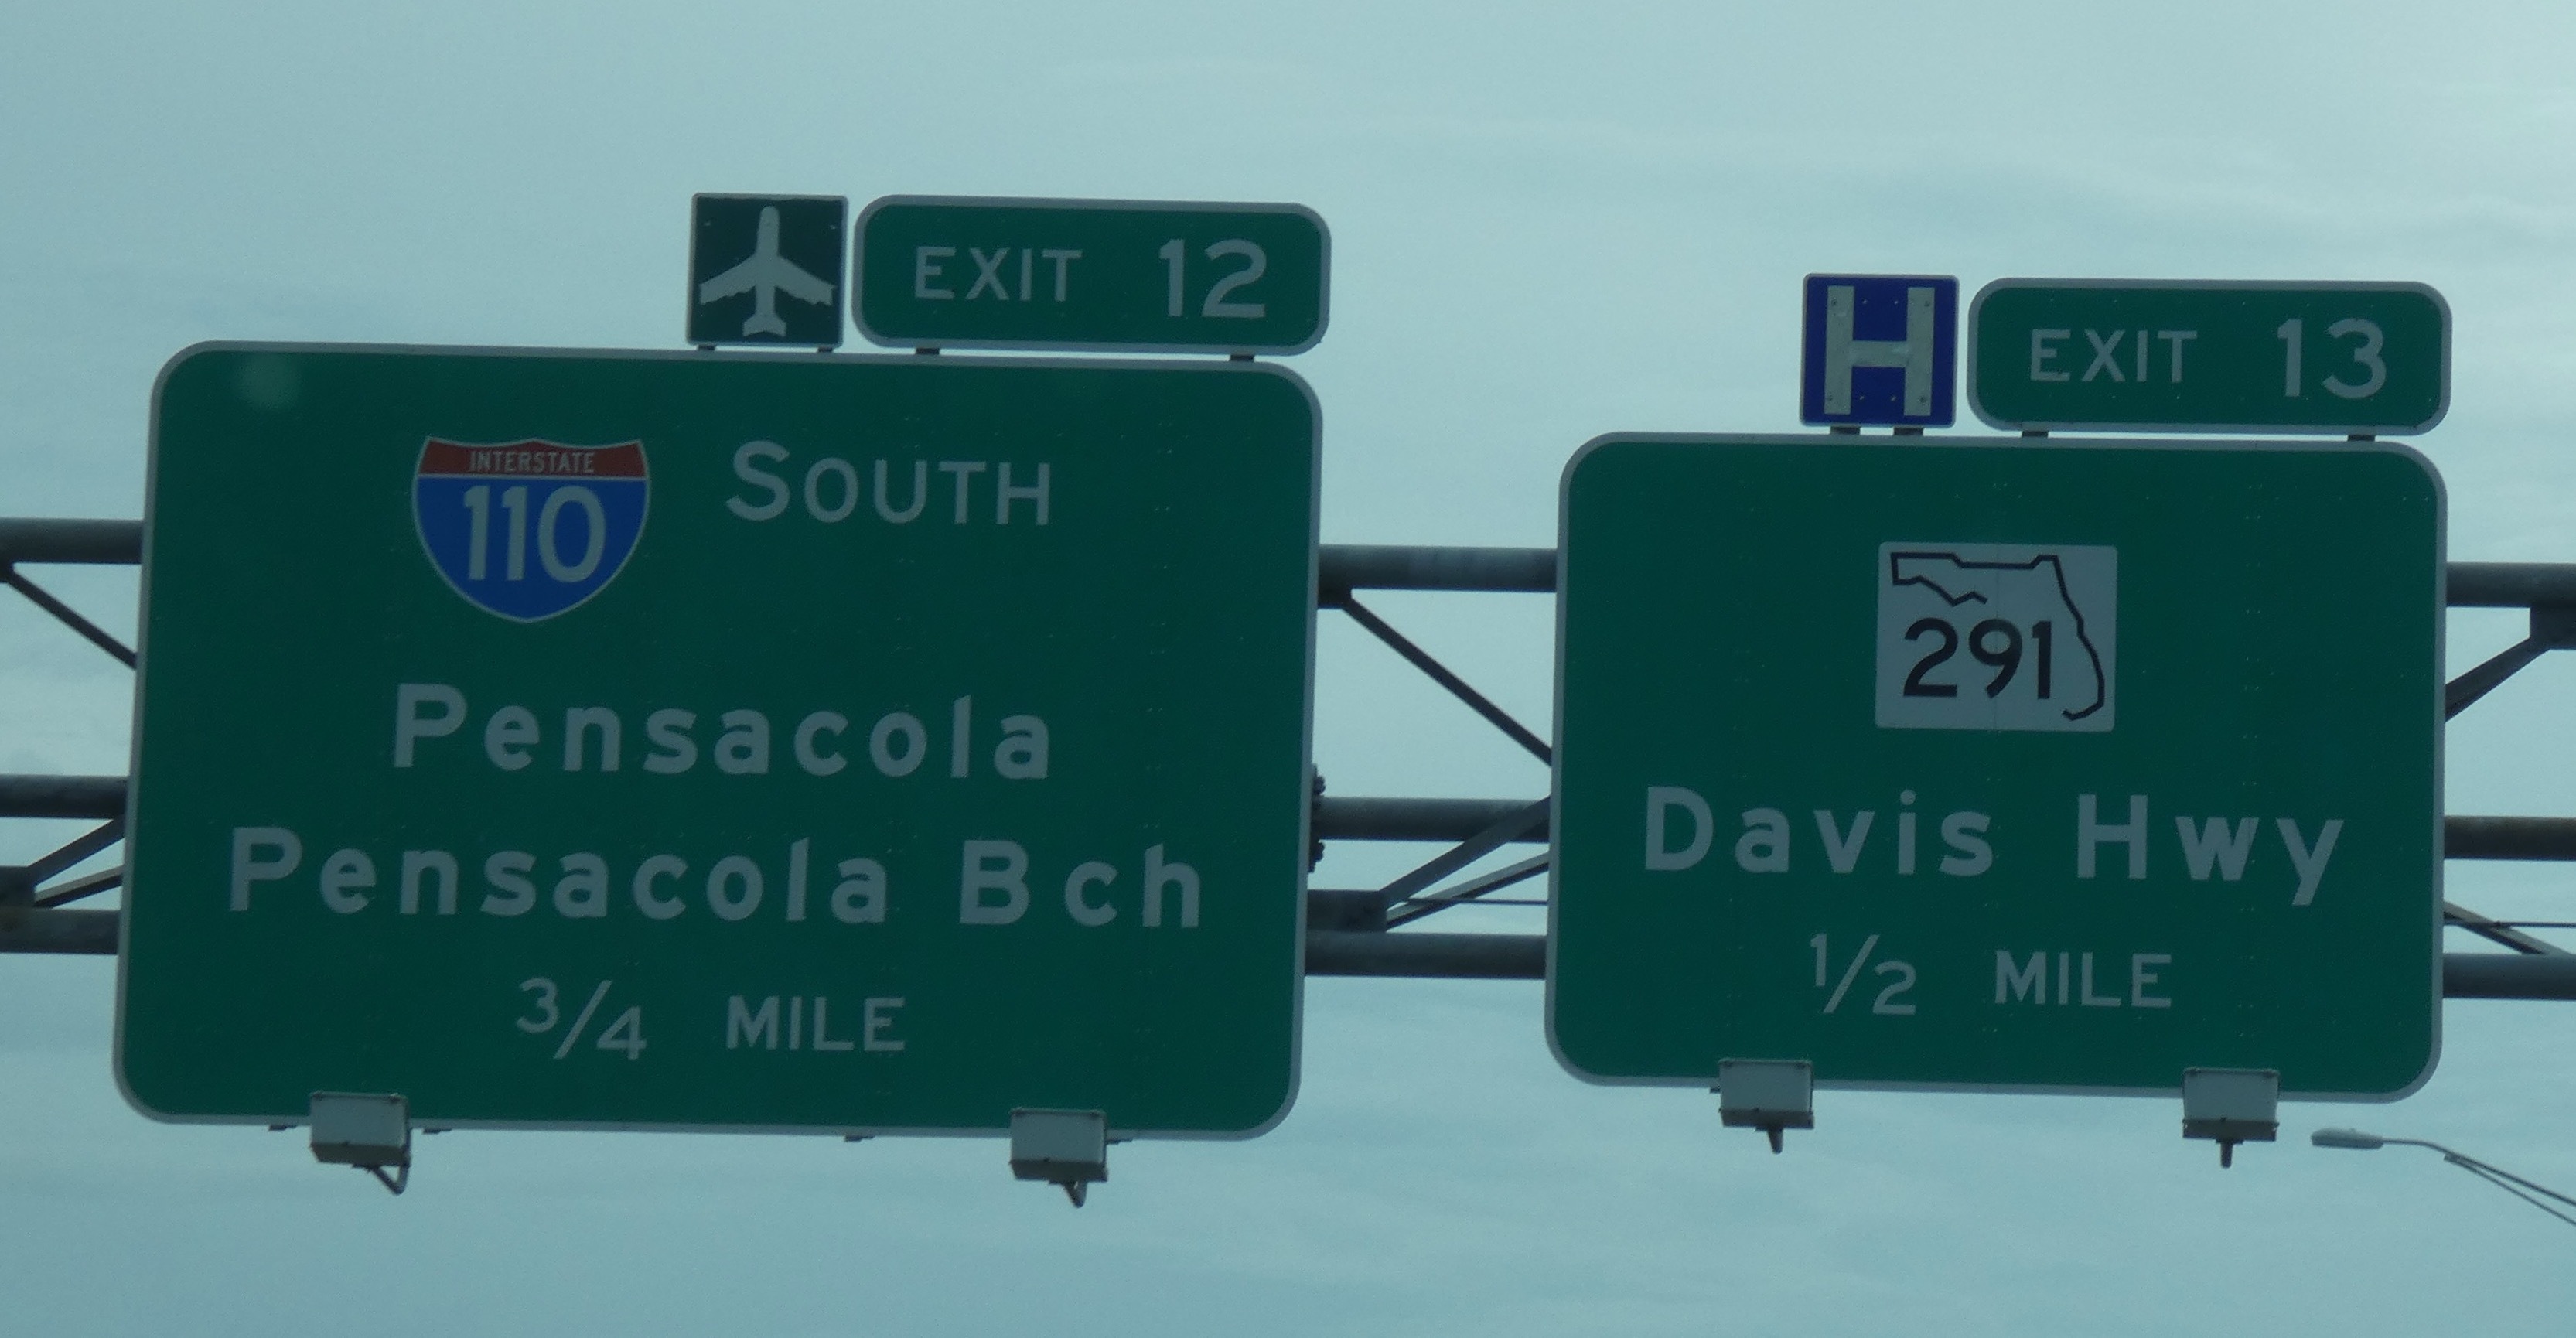 EXIT 12
INTERSTATE
110
SOUTH
Pensacola
Pensacola Bch
3/4 MILE
H
EXIT 13
291
Davis Hwy
1/2 MILE